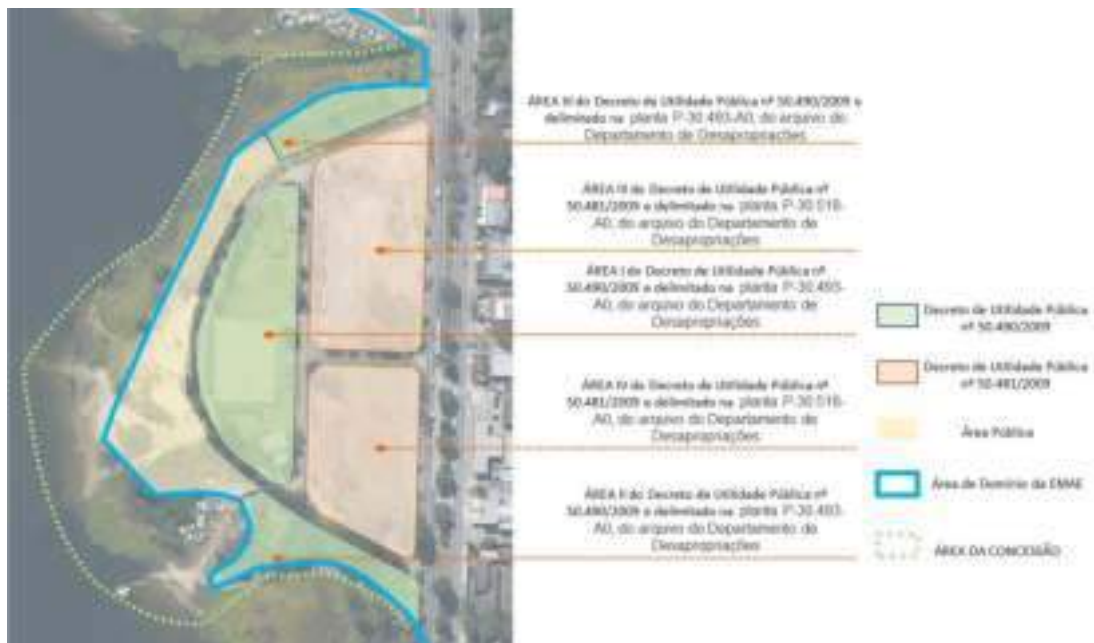 ÁREA III do Decreto de Utilidade Pública nº 50.490/2009 e
delimitado na planta P-30.493-A0, do arquivo do
Departamento de Desapropriações
ÁREA III do Decreto de Utilidade Pública nº
50.481/2009 e delimitado na planta P-30.518-
A0, do arquivo do Departamento de
Desapropriações
ÁREA I do Decreto de Utilidade Pública nº
50.490/2009 e delimitado na planta P-30.493-
A0, do arquivo do Departamento de
Desapropriações
ÁREA IV do Decreto de Utilidade Pública nº
50.481/2009 e delimitado na planta P-30.518-
A0, do arquivo do Departamento de
Desapropriações
ÁREA II do Decreto de Utilidade Pública nº
50.490/2009 e delimitado na planta P-30.493-
A0, do arquivo do Departamento de
Desapropriações
Decreto de Utilidade Pública
nº 50.490/2009
Decreto de Utilidade Pública
nº 50.481/2009
Área Pública
Área de Domínio da EMAE
ÁREA DA CONCESSÃO